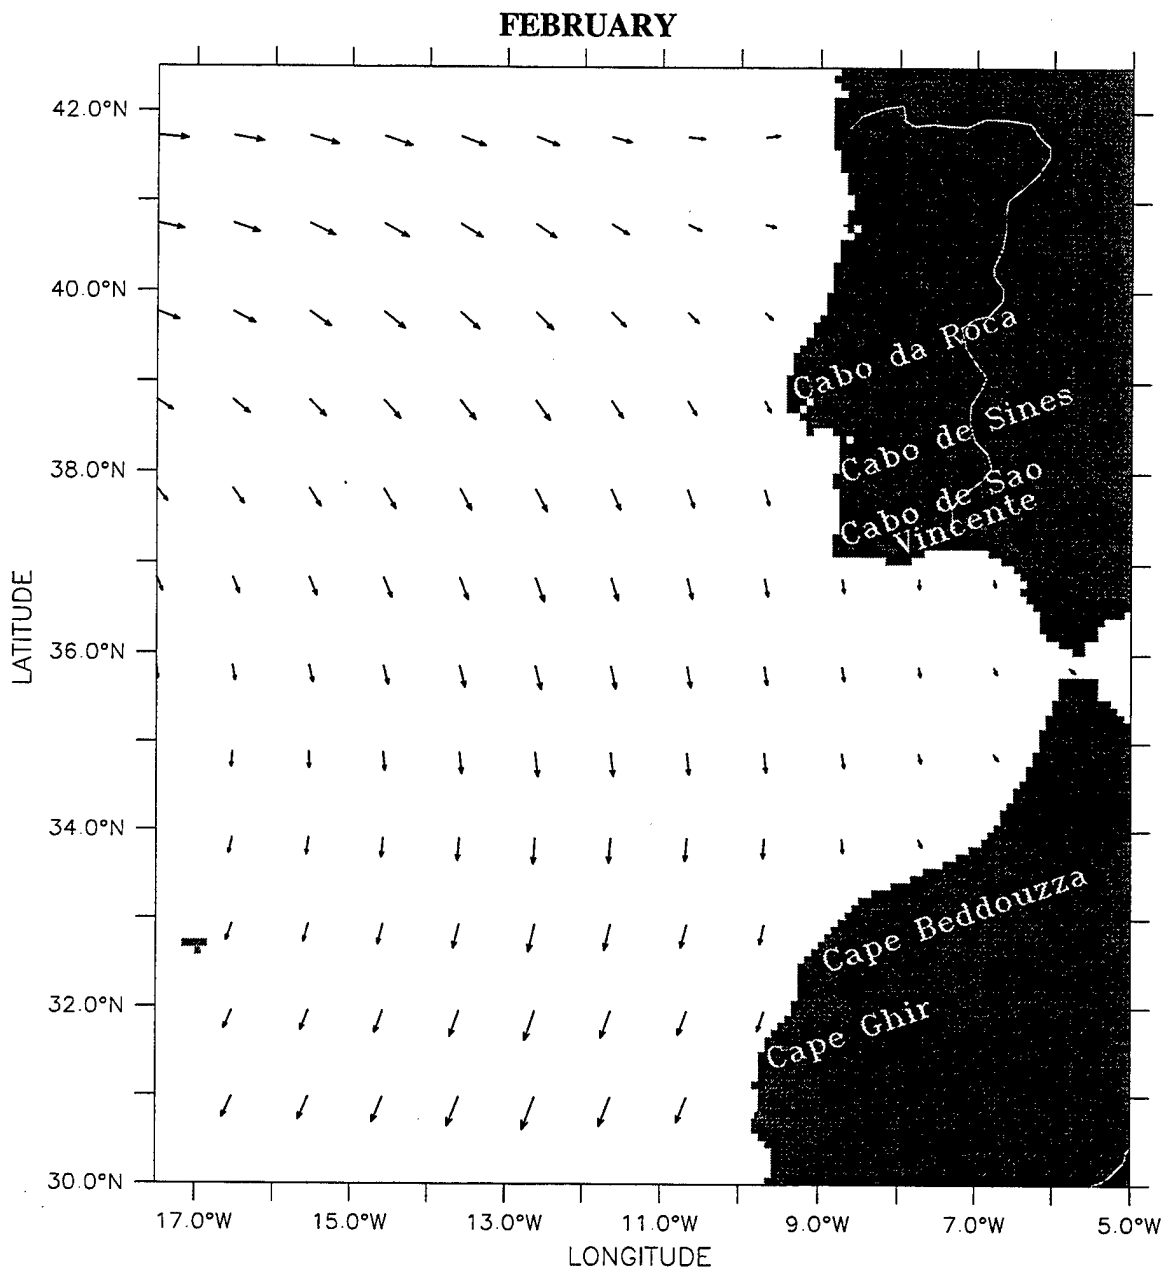 FEBRUARY
42.0°N
40.0°N
38.0°N
36.0°N
34.0°N
32.0°N
30.0°N
LATITUDE
Cabo da Roca
Cabo de Sines
Cabo de Sao
Vincente
Cape Beddouzza
Cape Ghir
17.0°W 15.0°W 13.0°W 11.0°W 9.0°W 7.0°W 5.0°W
LONGITUDE